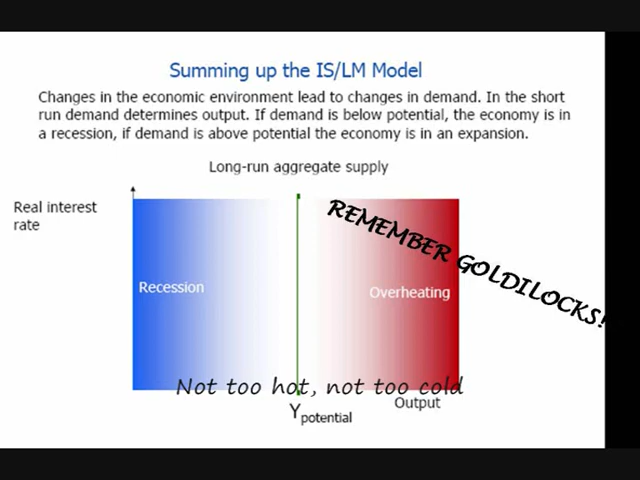 Summing up the IS/LM Model
Changes in the economic environment lead to changes in demand. In the short
run demand determines output. If demand is below potential, the economy is in
a recession, if demand is above potential the economy is in an expansion.
Long-run aggregate supply
Real interest
rate
REMEMBER GOLDILOCKS!
Recession
Overheating
Not too hot, not too cold
Output
Ypotential